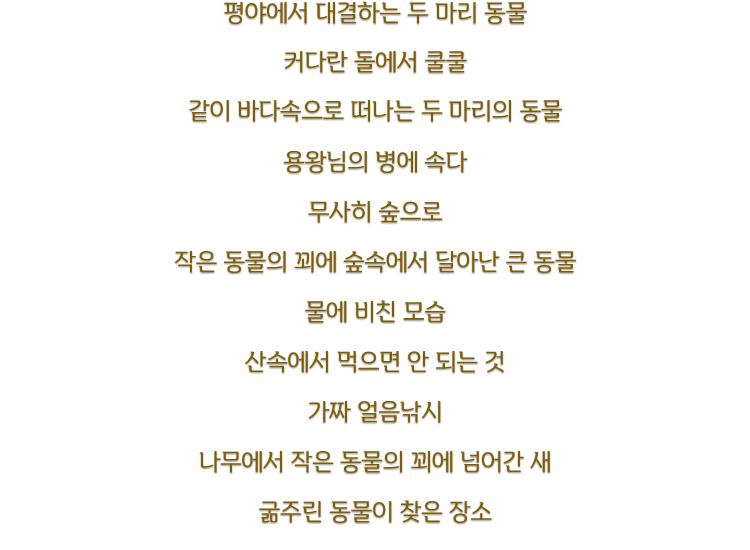 평야에서 대결하는 두 마리 동물
커다란 돌에서 쿨쿨
같이 바다속으로 떠나는 두 마리의 동물
용왕님의 병에 속다
무사히 숲으로
작은 동물의 꾀에 숲속에서 달아난 큰 동물
물에 비친 모습
산속에서 먹으면 안 되는 것
가짜 얼음낚시
나무에서 작은 동물의 꾀에 넘어간 새
굶주린 동물이 찾은 장소